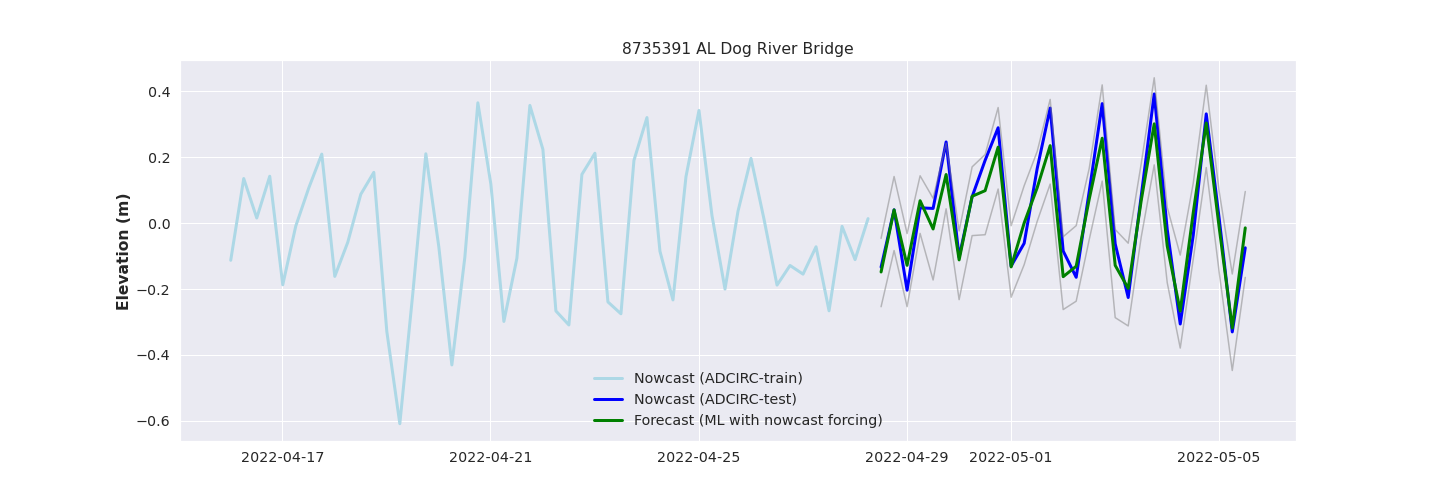 8735391 AL Dog River Bridge
Elevation (m)
0.4
0.2
0.0
−0.2
−0.4
−0.6
Nowcast (ADCIRC-train)
Nowcast (ADCIRC-test)
Forecast (ML with nowcast forcing)
2022-04-17 2022-04-21 2022-04-25 2022-04-29 2022-05-01 2022-05-05